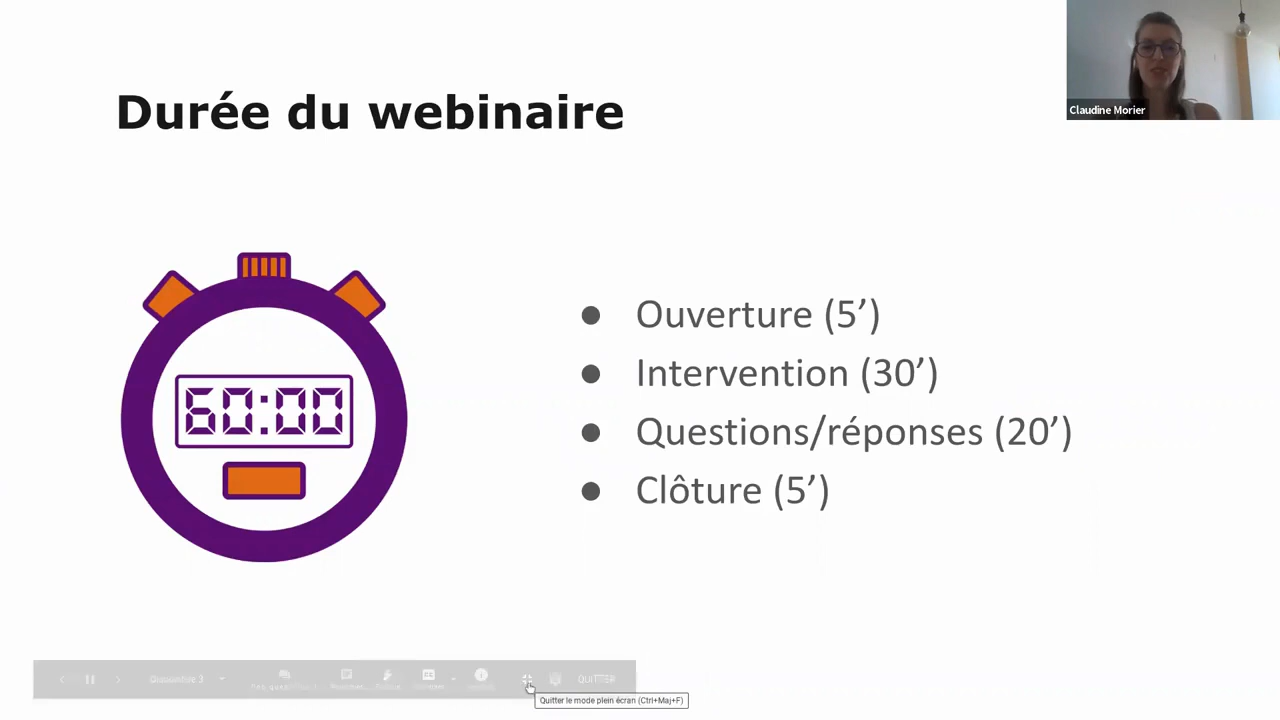 Durée du webinaire
Claudine Morier
60:00
● Ouverture (5’)
● Intervention (30’)
● Questions/réponses (20’)
● Clôture (5’)
QUITTER
Quitter le mode plein écran (Ctrl+Maj+F)